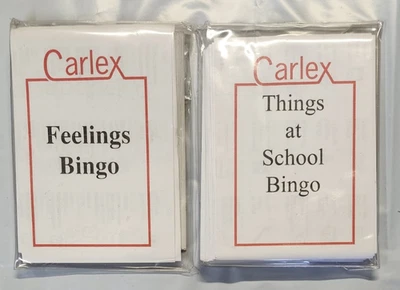 Carlex
Feelings
Bingo
Carlex
Things
at
School
Bingo